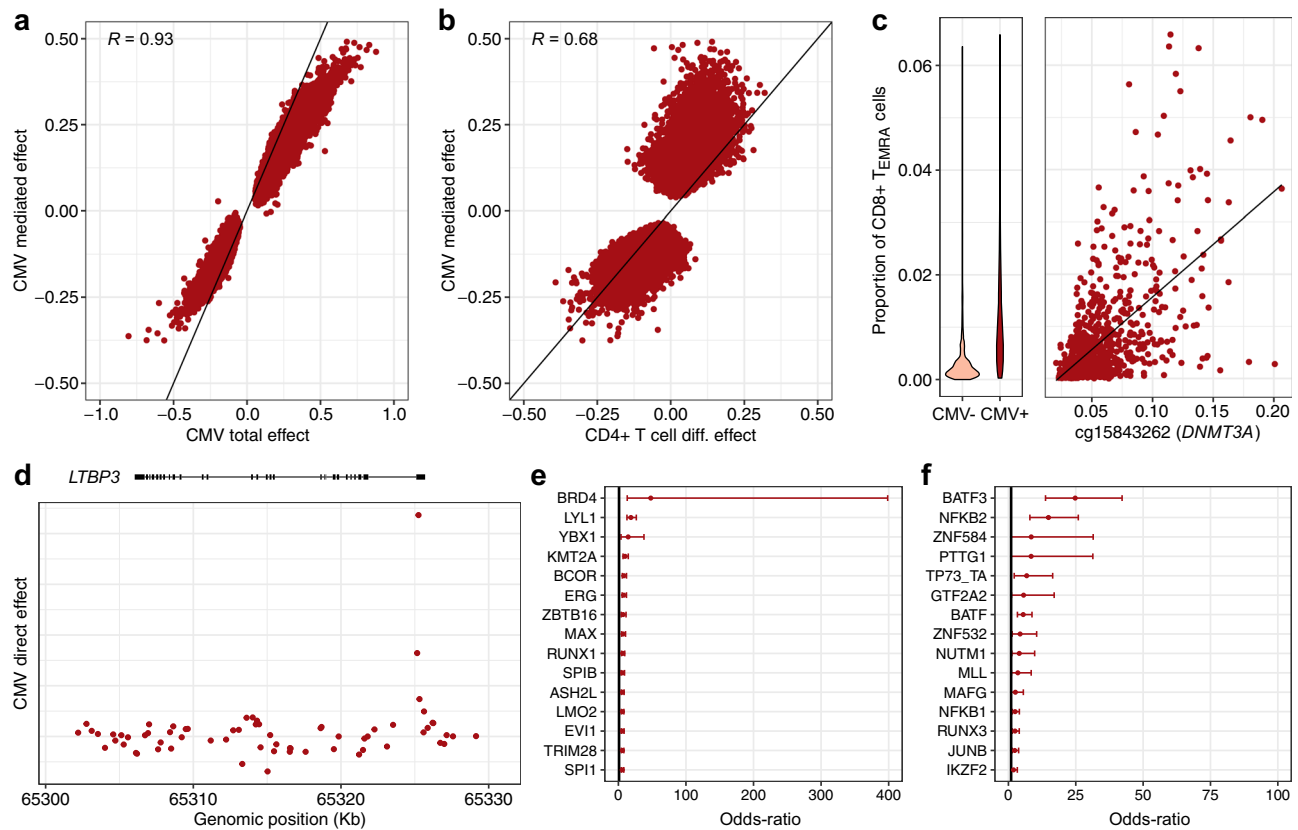 a
R = 0.93
0.50
0.25
0.00
−0.25
−0.50
CMV mediated effect
−1.0 −0.5 0.0 0.5 1.0
CMV total effect
b
R = 0.68
0.50
0.25
0.00
−0.25
−0.50
CMV mediated effect
−0.50 −0.25 0.00 0.25 0.50
CD4+ T cell diff. effect
c
0.06
0.04
0.02
0.00
Proportion of CD8+ TEMRA cells
CMV- CMV+
0.05 0.10 0.15 0.20
cg15843262 (DNMT3A)
d
LTBP3
CMV direct effect
65300 65310 65320 65330
Genomic position (Kb)
e
BRD4
LYL1
YBX1
KMT2A
BCOR
ERG
ZBTB16
MAX
RUNX1
SPIB
ASH2L
LMO2
EVI1
TRIM28
SPI1
0 100 200 300 400
Odds-ratio
f
BATF3
NFKB2
ZNF584
PTTG1
TP73_TA
GTF2A2
BATF
ZNF532
NUTM1
MLL
MAFG
NFKB1
RUNX3
JUNB
IKZF2
0 25 50 75 100
Odds-ratio